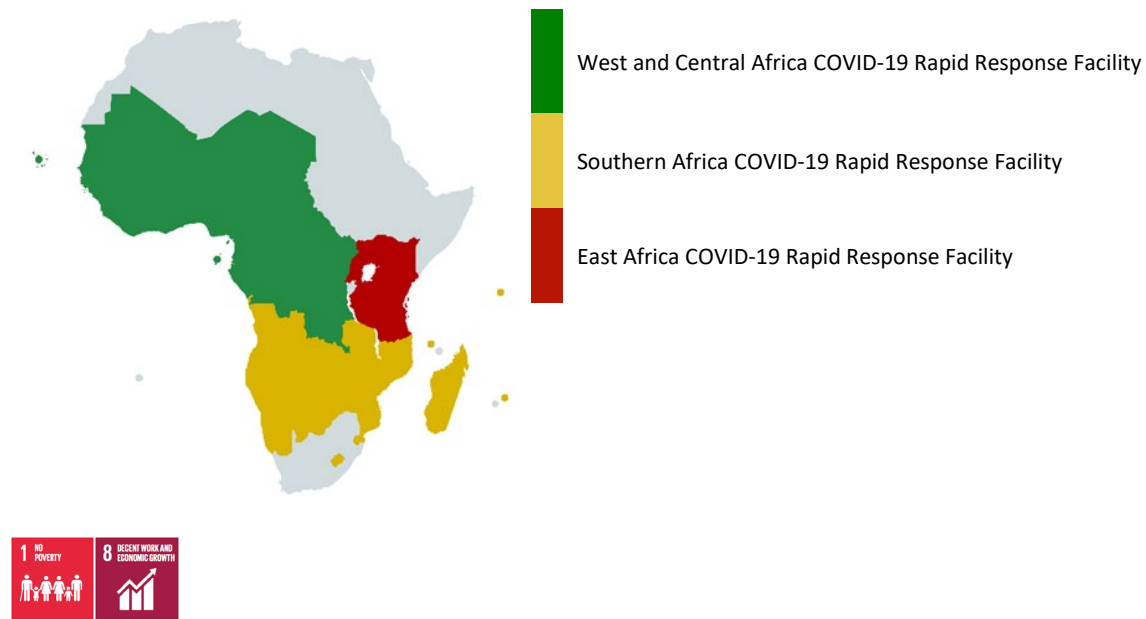 West and Central Africa COVID-19 Rapid Response Facility
Southern Africa COVID-19 Rapid Response Facility
East Africa COVID-19 Rapid Response Facility
1 NO
POVERTY
8 DECENT WORK AND
ECONOMIC GROWTH